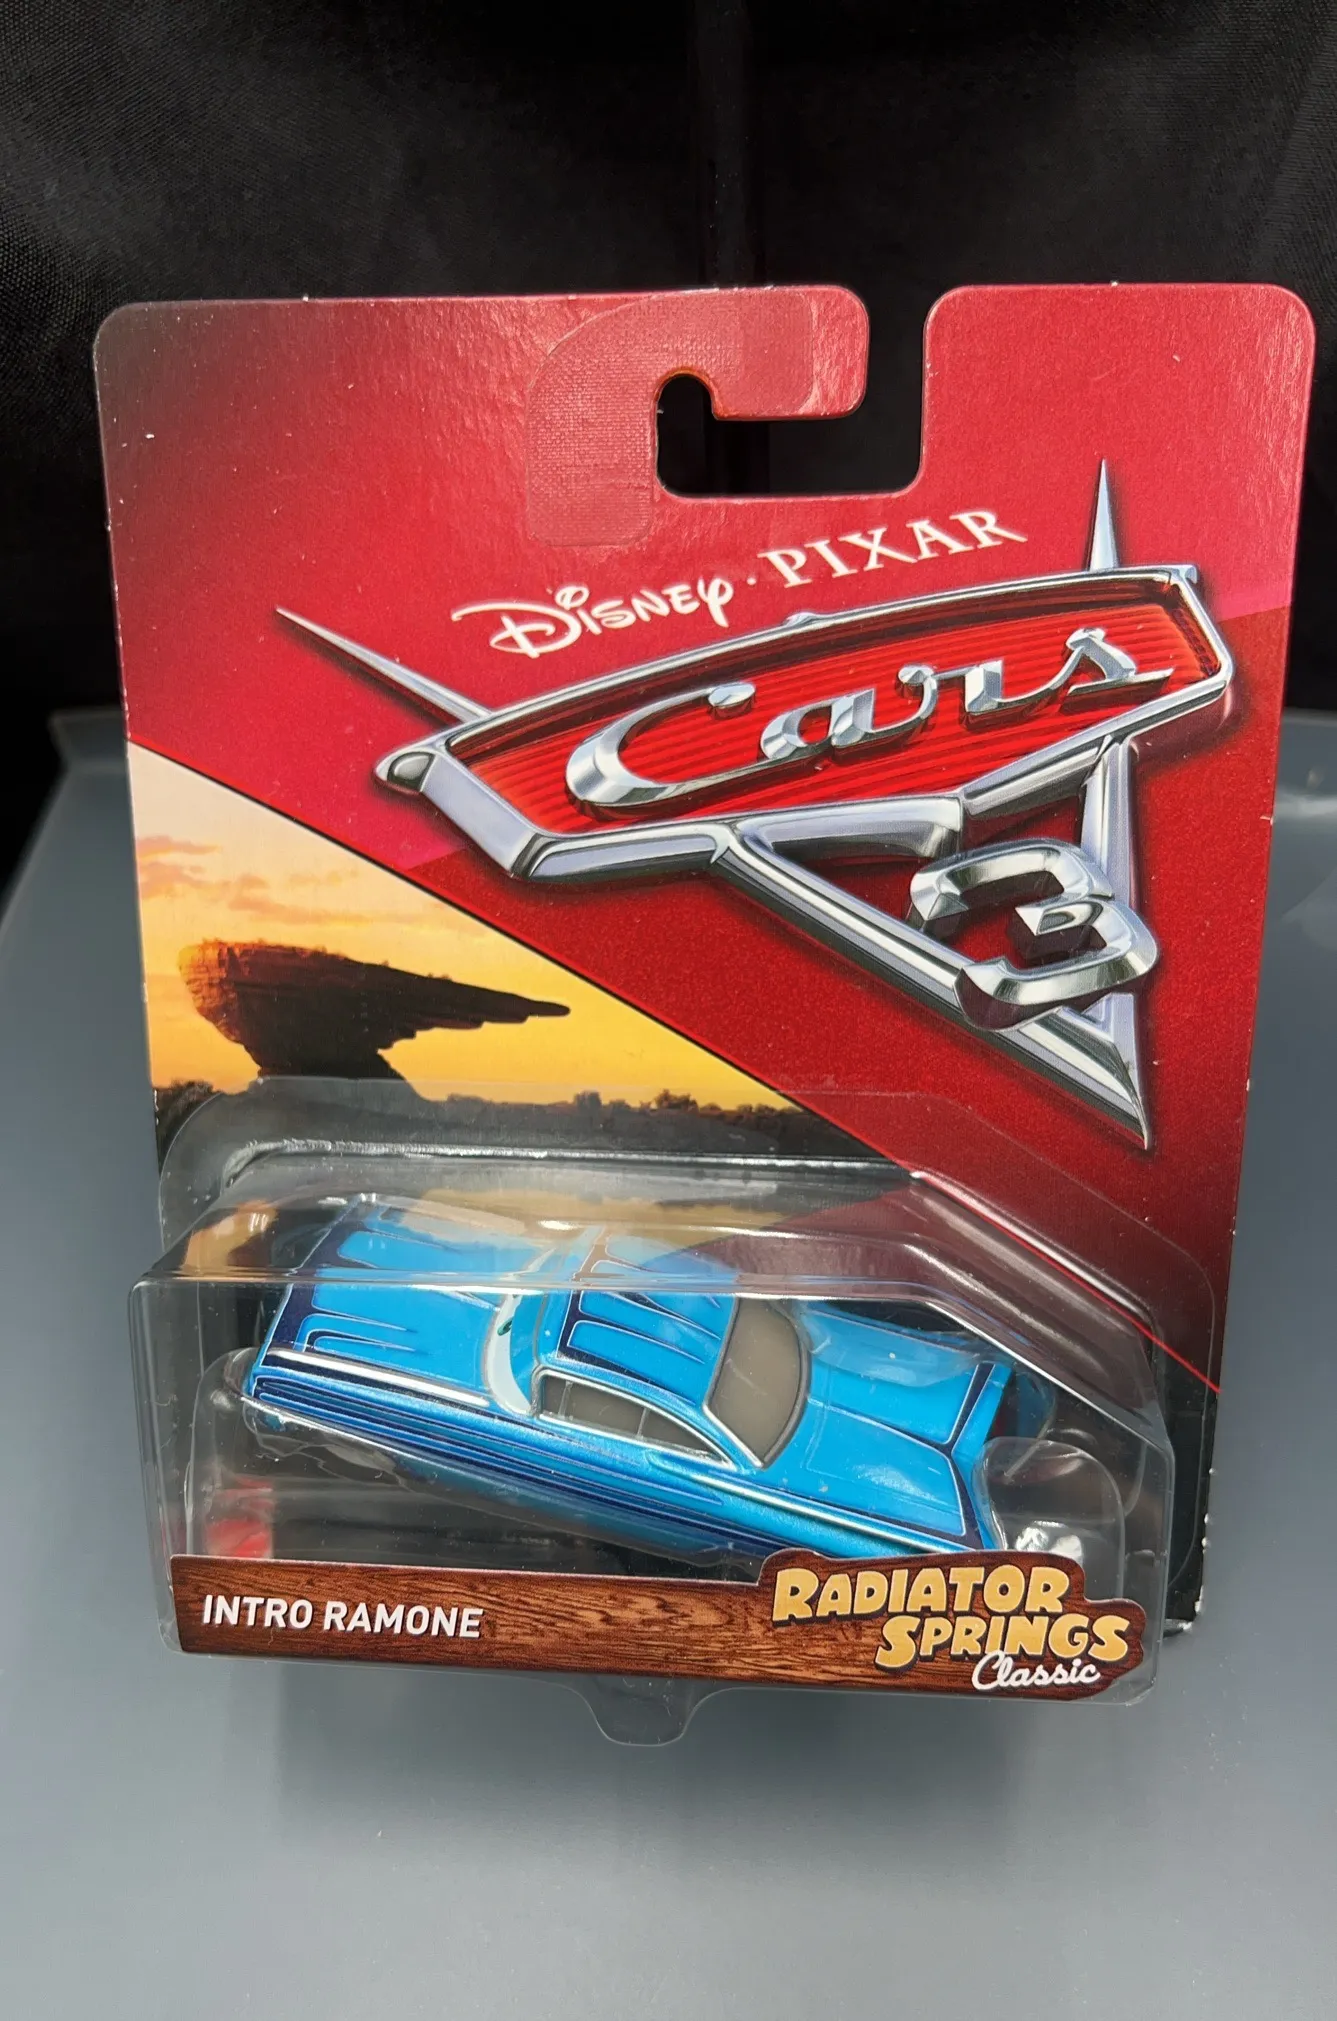 Disney · PIXAR
Cars
3
INTRO RAMONE
RADIATOR
SPRINGS
Classic